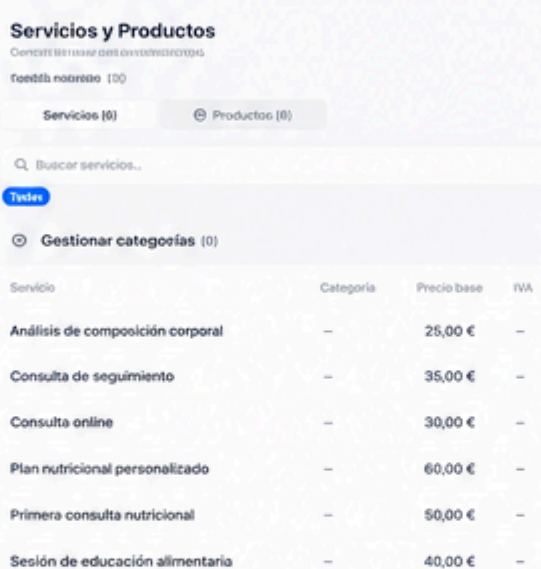 Servicios y Productos
Servicios (6)
Productos (8)
Buscar servicios...
Todas
Gestionar categorías (0)
Servicio Categoría Precio base IVA
Análisis de composición corporal – 25,00 € –
Consulta de seguimiento – 35,00 € –
Consulta online – 30,00 € –
Plan nutricional personalizado – 60,00 € –
Primera consulta nutricional – 50,00 € –
Sesión de educación alimentaria – 40,00 € –